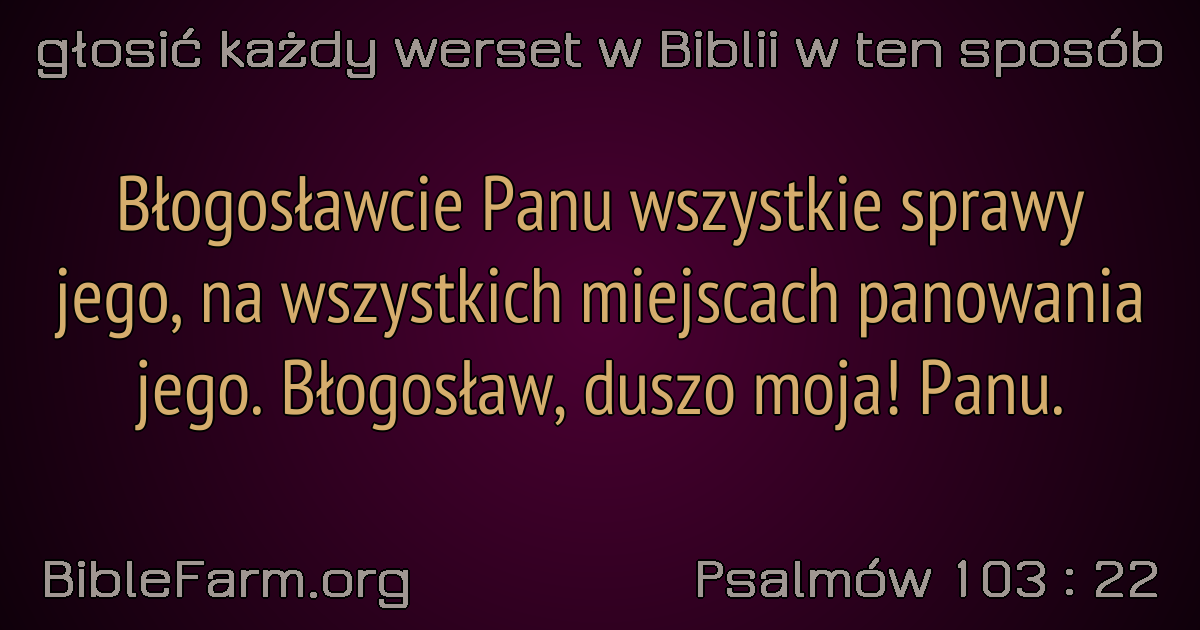 głosić każdy werset w Biblii w ten sposób
Błogosławcie Panu wszystkie sprawy
jego, na wszystkich miejscach panowania
jego. Błogosław, duszo moja! Panu.
BibleFarm.org
Psalmów 103 : 22